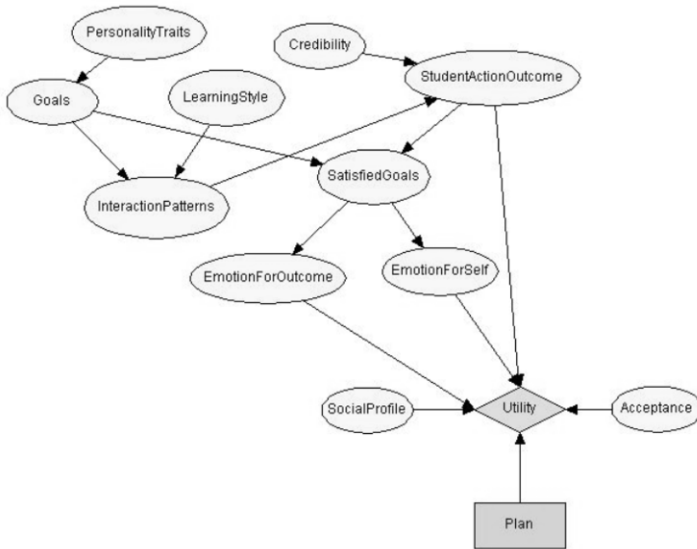 PersonalityTraits
Credibility
StudentActionOutcome
Goals
LearningStyle
SatisfiedGoals
InteractionPatterns
EmotionForOutcome
EmotionForSelf
SocialProfile
Utility
Acceptance
Plan